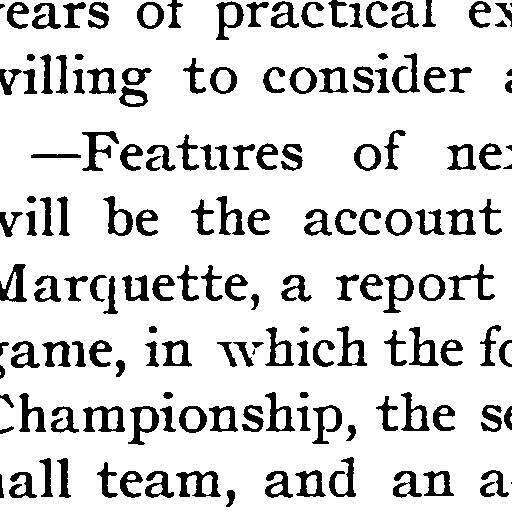 years of practical ex
willing to consider a
—Features of nex
will be the account
Marquette, a report
game, in which the fo
Championship, the se
all team, and an a